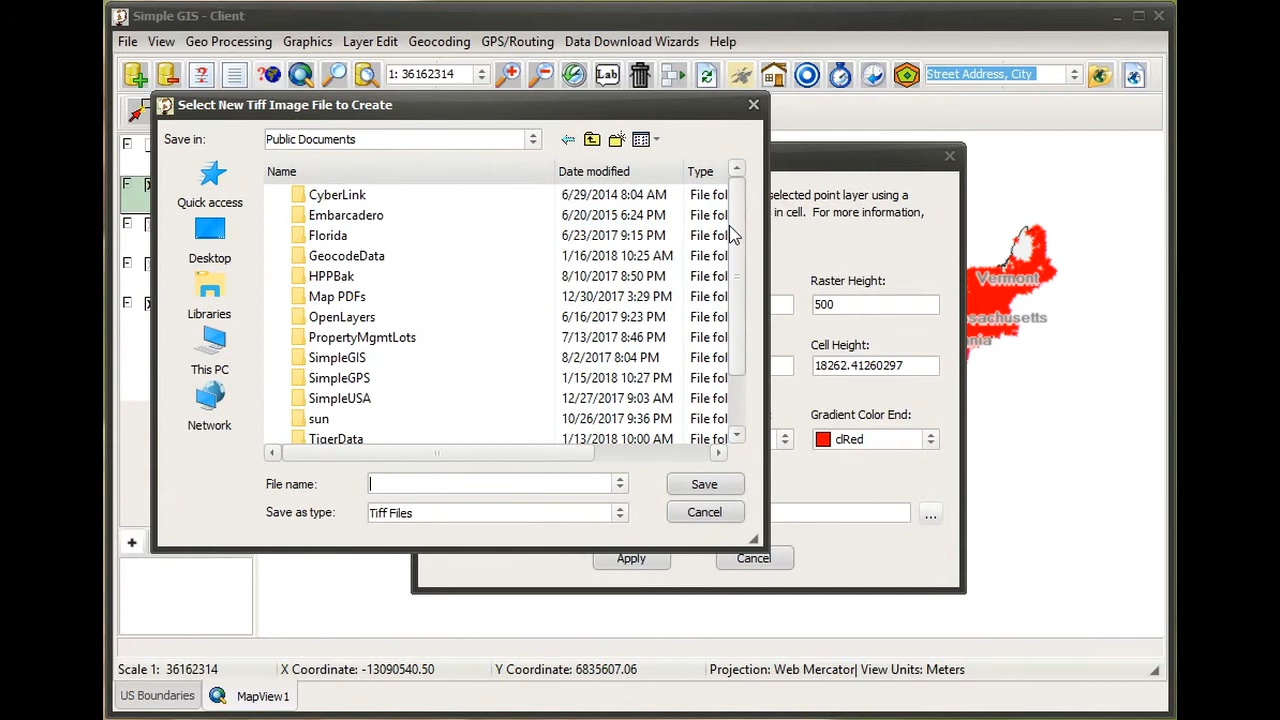 Simple GIS - Client
File View Geo Processing Graphics Layer Edit Geocoding GPS/Routing Data Download Wizards Help
1: 36162314
Lab
Street Address, City
Select New Tiff Image File to Create
Save in:
Public Documents
Name Date modified Type
CyberLink 6/29/2014 8:04 AM File fol
Embarcadero 6/20/2015 6:24 PM File fol
Florida 6/23/2017 9:15 PM File fol
GeocodeData 1/16/2018 10:25 AM File fol
HPPBak 8/10/2017 8:50 PM File fol
Map PDFs 12/30/2017 3:29 PM File fol
OpenLayers 6/16/2017 9:23 PM File fol
PropertyMgmtLots 7/13/2017 8:46 PM File fol
SimpleGIS 8/2/2017 8:04 PM File fol
SimpleGPS 1/15/2018 10:27 PM File fol
SimpleUSA 12/27/2017 9:03 AM File fol
sun 10/26/2017 9:36 PM File fol
TigerData 1/13/2018 10:00 AM File fol
Quick access
Desktop
Libraries
This PC
Network
File name:
Save
Save as type:
Tiff Files
Cancel
selected point layer using a
in cell. For more information,
Raster Height:
500
Cell Height:
18262.41260297
Gradient Color End:
clRed
...
Apply
Cancel
Vermont
sachusetts
ania
Scale 1: 36162314
X Coordinate: -13090540.50
Y Coordinate: 6835607.06
Projection: Web Mercator| View Units: Meters
US Boundaries
MapView1